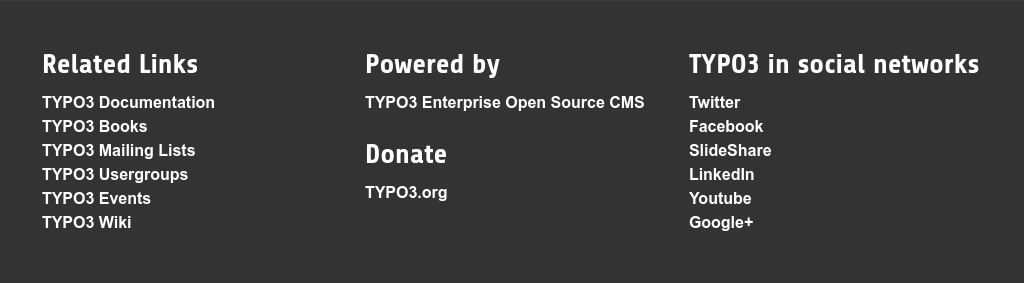 Related Links
TYPO3 Documentation
TYPO3 Books
TYPO3 Mailing Lists
TYPO3 Usergroups
TYPO3 Events
TYPO3 Wiki
Powered by
TYPO3 Enterprise Open Source CMS
Donate
TYPO3.org
TYPO3 in social networks
Twitter
Facebook
SlideShare
LinkedIn
Youtube
Google+